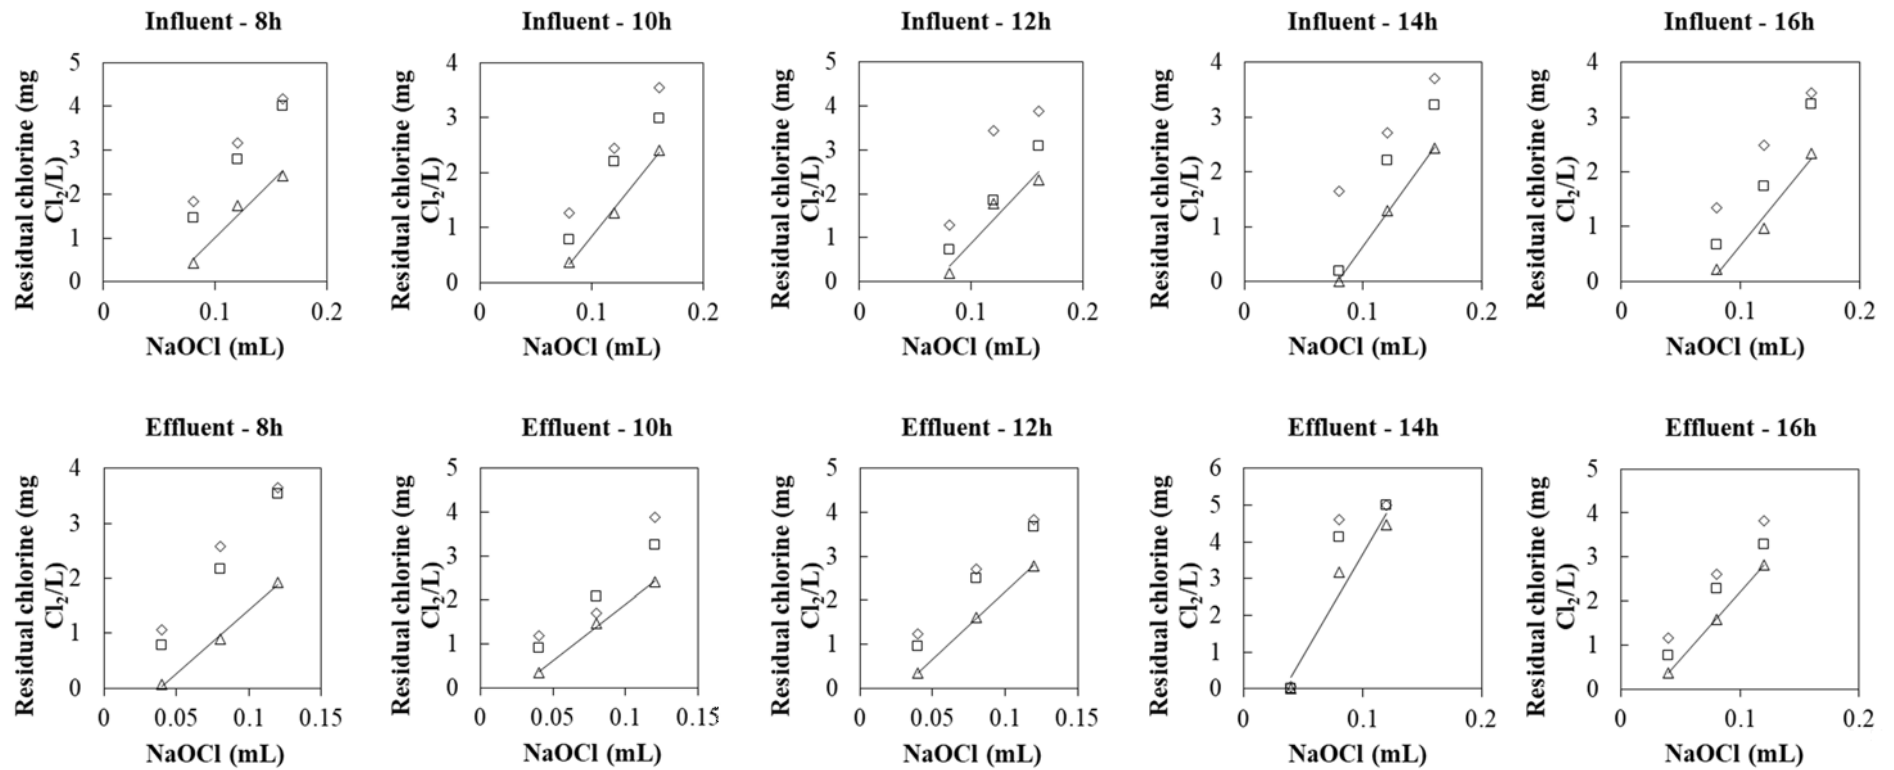 Influent - 8h
Residual chlorine (mg
Cl₂/L)
5
4
3
2
1
0
0
0.1
0.2
NaOCl (mL)
Influent - 10h
Residual chlorine (mg
Cl₂/L)
4
3
2
1
0
0
0.1
0.2
NaOCl (mL)
Influent - 12h
Residual chlorine (mg
Cl₂/L)
5
4
3
2
1
0
0
0.1
0.2
NaOCl (mL)
Influent - 14h
Residual chlorine (mg
Cl₂/L)
4
3
2
1
0
0
0.1
0.2
NaOCl (mL)
Influent - 16h
Residual chlorine (mg
Cl₂/L)
4
3
2
1
0
0
0.1
0.2
NaOCl (mL)
Effluent - 8h
Residual chlorine (mg
Cl₂/L)
4
3
2
1
0
0
0.05
0.1
0.15
NaOCl (mL)
Effluent - 10h
Residual chlorine (mg
Cl₂/L)
5
4
3
2
1
0
0
0.05
0.1
0.15
NaOCl (mL)
Effluent - 12h
Residual chlorine (mg
Cl₂/L)
5
4
3
2
1
0
0
0.05
0.1
0.15
NaOCl (mL)
Effluent - 14h
Residual chlorine (mg
Cl₂/L)
6
5
4
3
2
1
0
0
0.1
0.2
NaOCl (mL)
Effluent - 16h
Residual chlorine (mg
Cl₂/L)
5
4
3
2
1
0
0
0.1
0.2
NaOCl (mL)